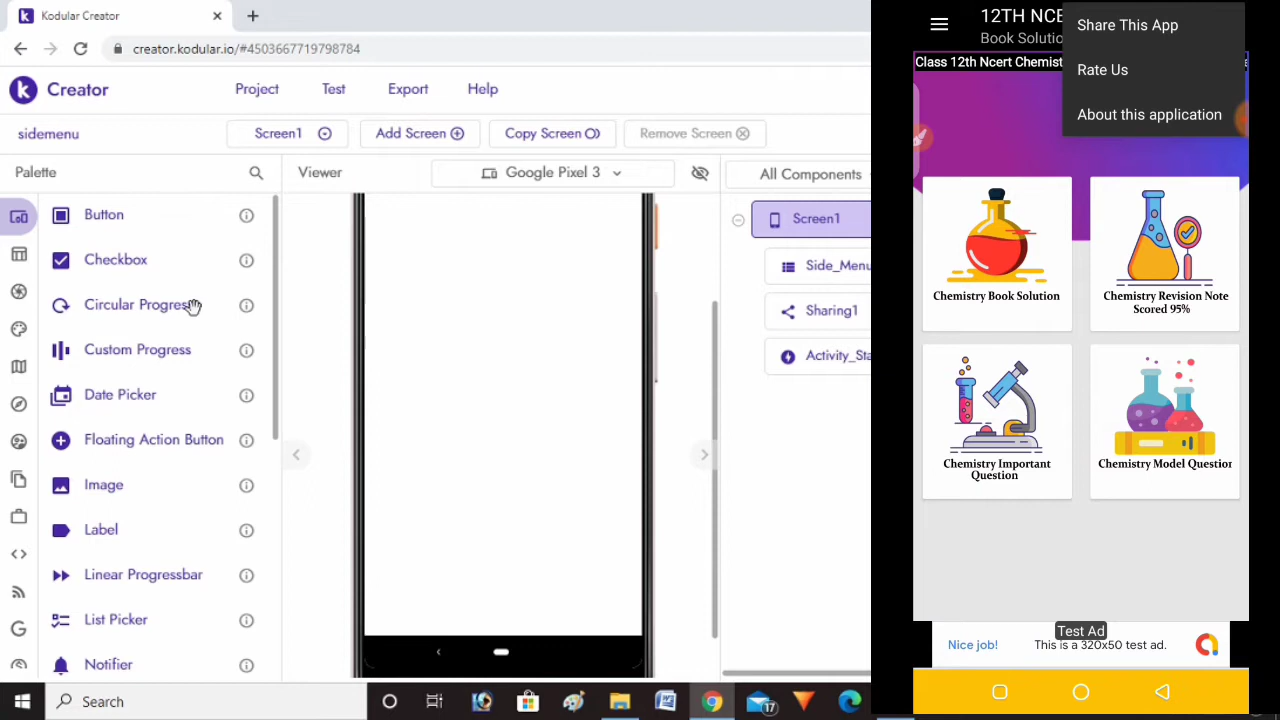 Kodular Creator
creator.kodular.io/#4503667719798784
Creator
Project
Test
Export
Help
sidemenu
Screen1
Add Screen
Copy Screen
Remove Screen
Palette
Viewer
Google Pixel 3
All Components
Button
Checkbox
Circular Progress
Custom Progress
Date Picker
Floating Action Button
Image
Label
Linear Progressbar
List Picker
Notifier
Screen1
Side_Menu
Sharing1
Activity_Sta
Search
17
12TH NCE
Book Solutio
Class 12th Ncert Chemist
Share This App
Rate Us
About this application
Chemistry Book Solution
Chemistry Revision Note
Scored 95%
Chemistry Important
Question
Chemistry Model Question
Test Ad
Nice job!
This is a 320x50 test ad.